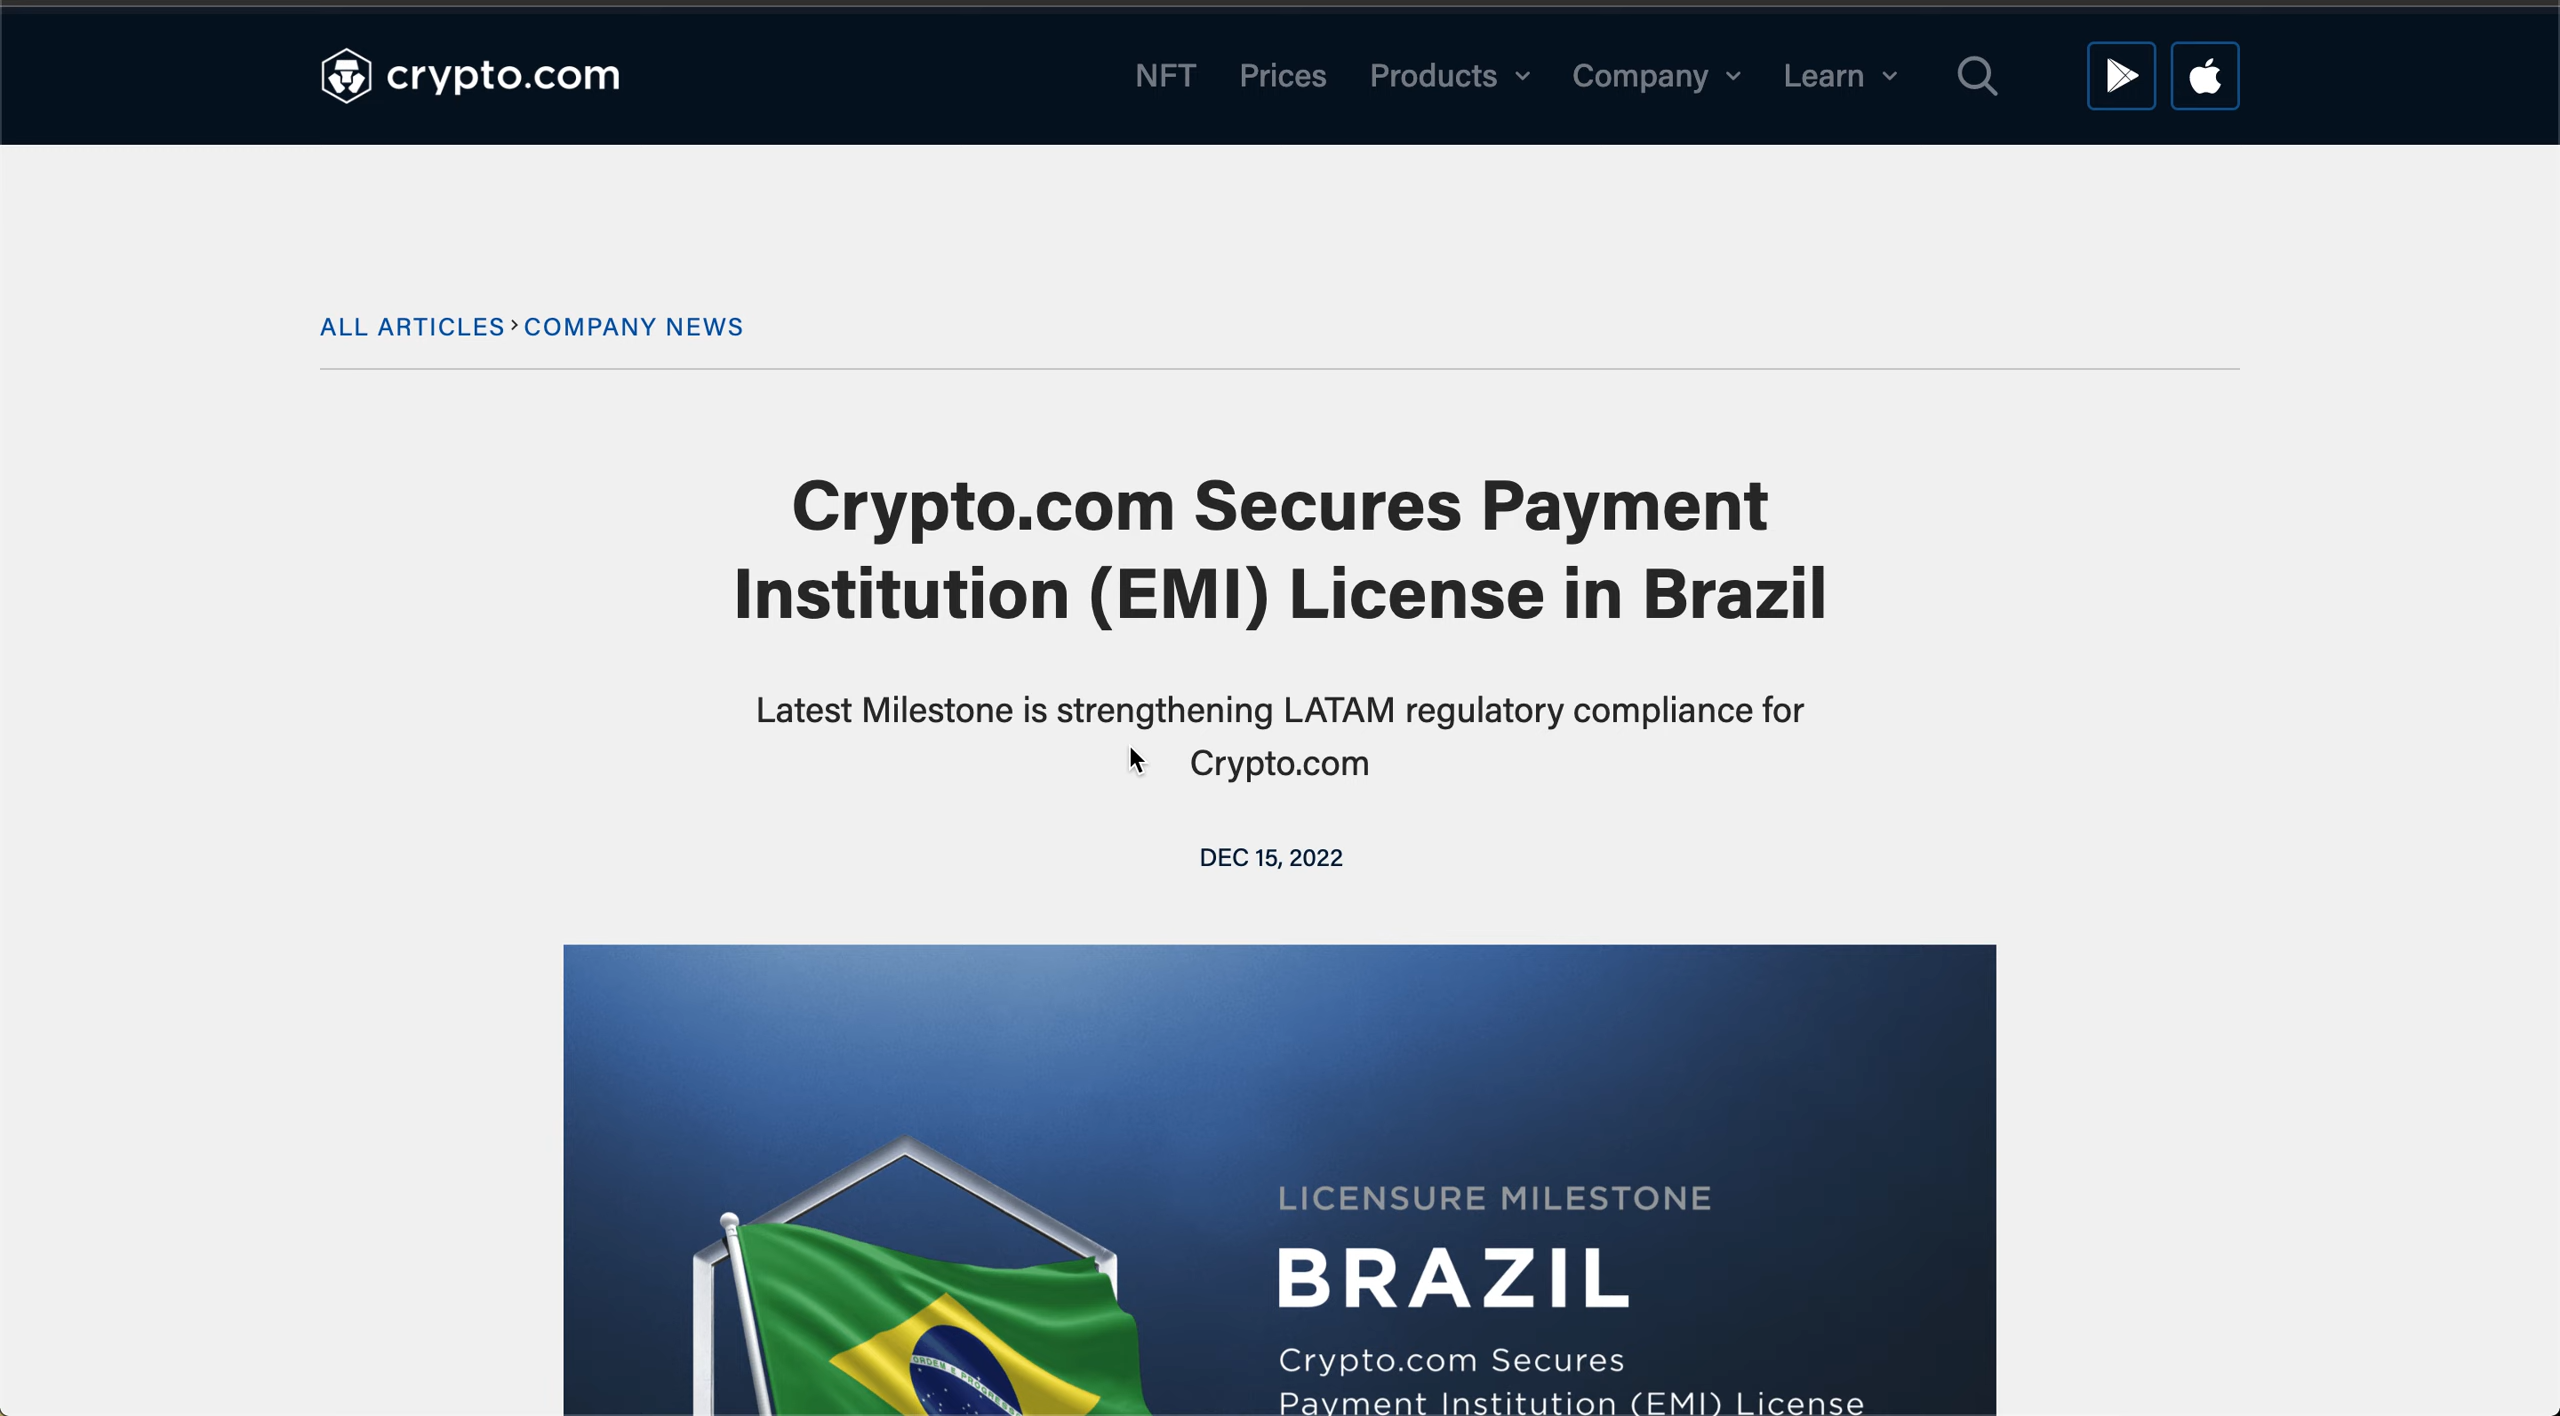 crypto.com
NFT Prices Products Company Learn
ALL ARTICLES > COMPANY NEWS
Crypto.com Secures Payment
Institution (EMI) License in Brazil
Latest Milestone is strengthening LATAM regulatory compliance for
Crypto.com
DEC 15, 2022
LICENSURE MILESTONE
BRAZIL
Crypto.com Secures
Payment Institution (EMI) License
ORDEM E PROGRESSO